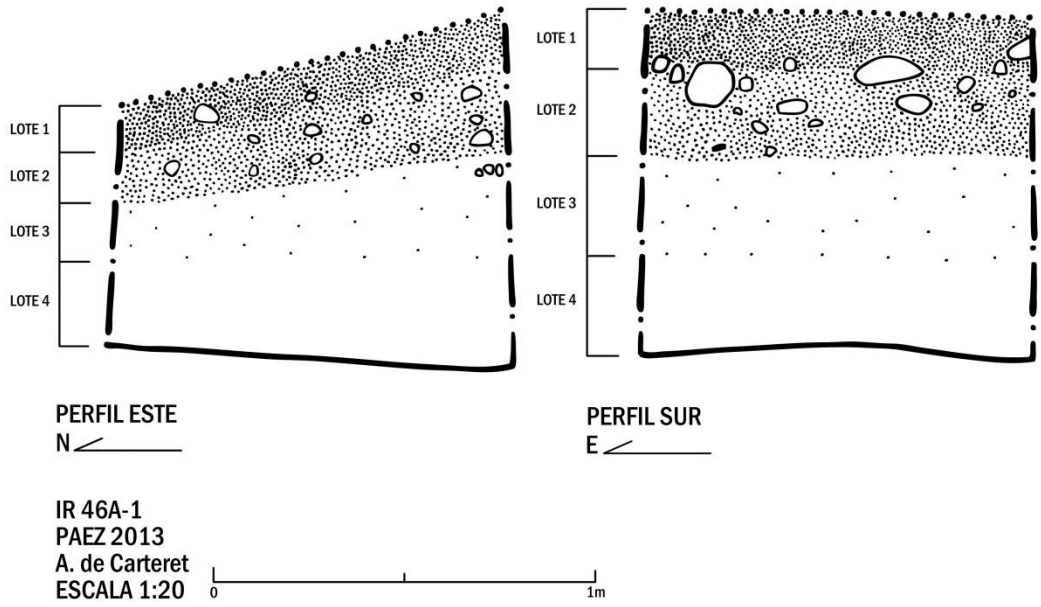 LOTE 1
LOTE 2
LOTE 3
LOTE 4
LOTE 1
LOTE 2
LOTE 3
LOTE 4
PERFIL ESTE
N
PERFIL SUR
E
IR 46A-1
PAEZ 2013
A. de Carteret
ESCALA 1:20
0 1m